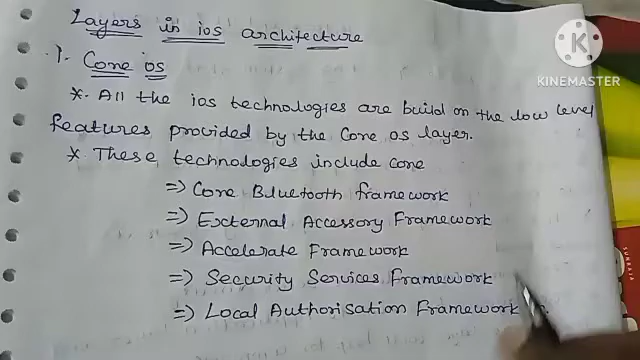 Layers in ios architecture
1. Core os
* All the ios technologies are build on the low level
features provided by the Core os layer.
* These technologies include core
=> Core Bluetooth framework
=> External Accessory Framework
=> Accelerate Framework
=> Security Services Framework
=> Local Authorisation Framework
KINEMASTER